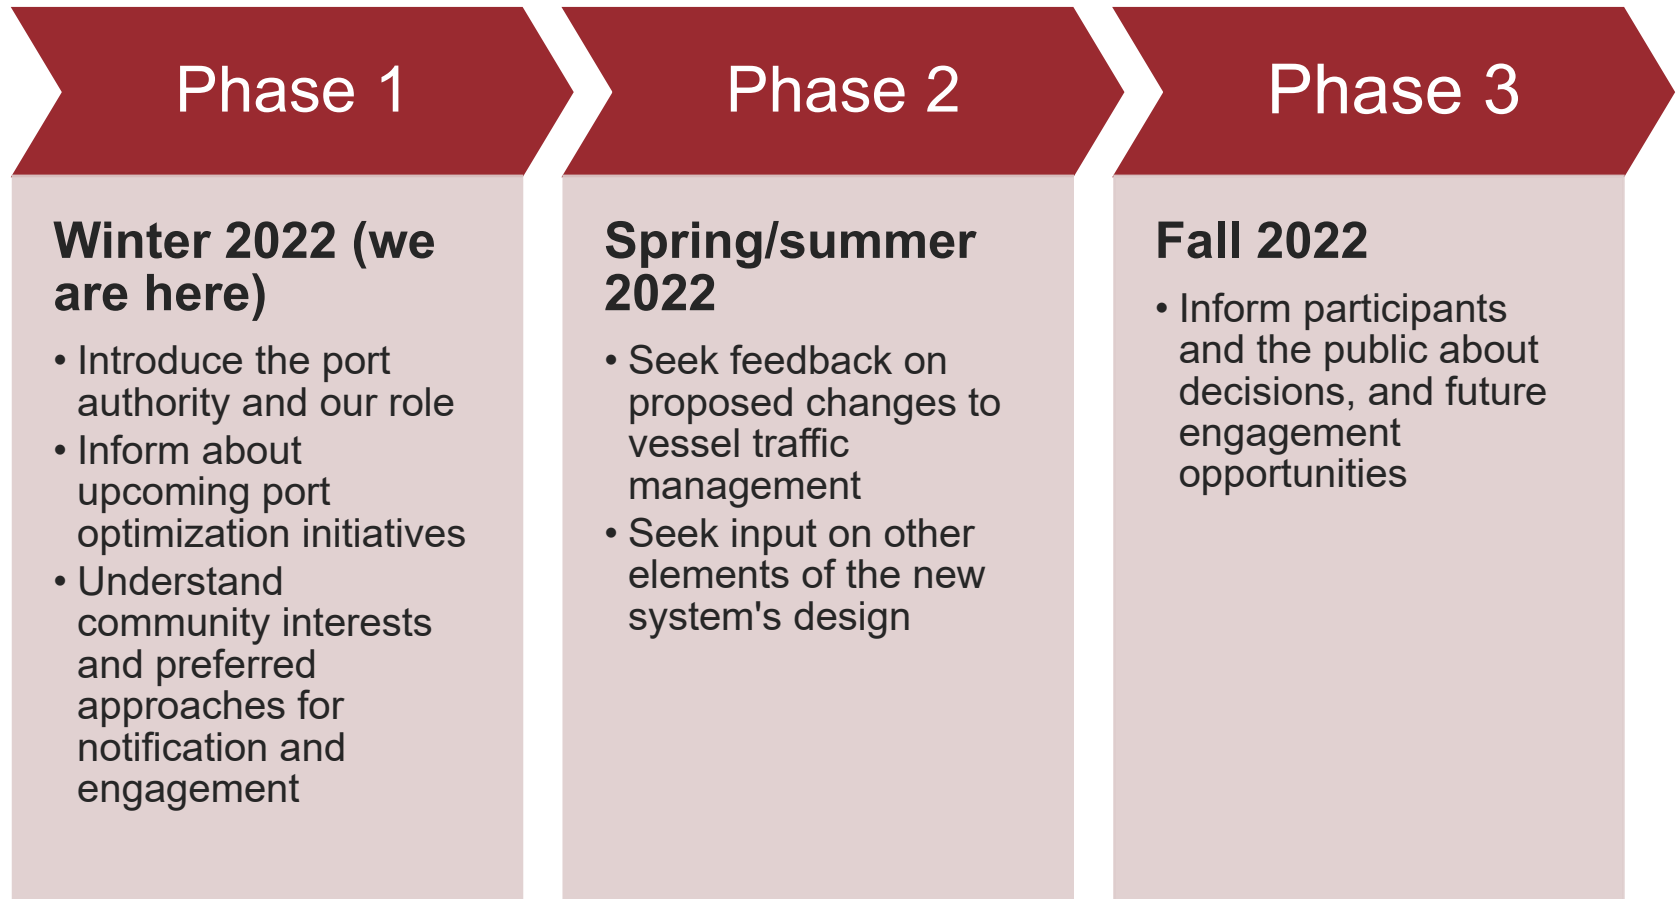 Phase 1
Winter 2022 (we
are here)
• Introduce the port
authority and our role
• Inform about
upcoming port
optimization initiatives
• Understand
community interests
and preferred
approaches for
notification and
engagement
Phase 2
Spring/summer
2022
• Seek feedback on
proposed changes to
vessel traffic
management
• Seek input on other
elements of the new
system's design
Phase 3
Fall 2022
• Inform participants
and the public about
decisions, and future
engagement
opportunities